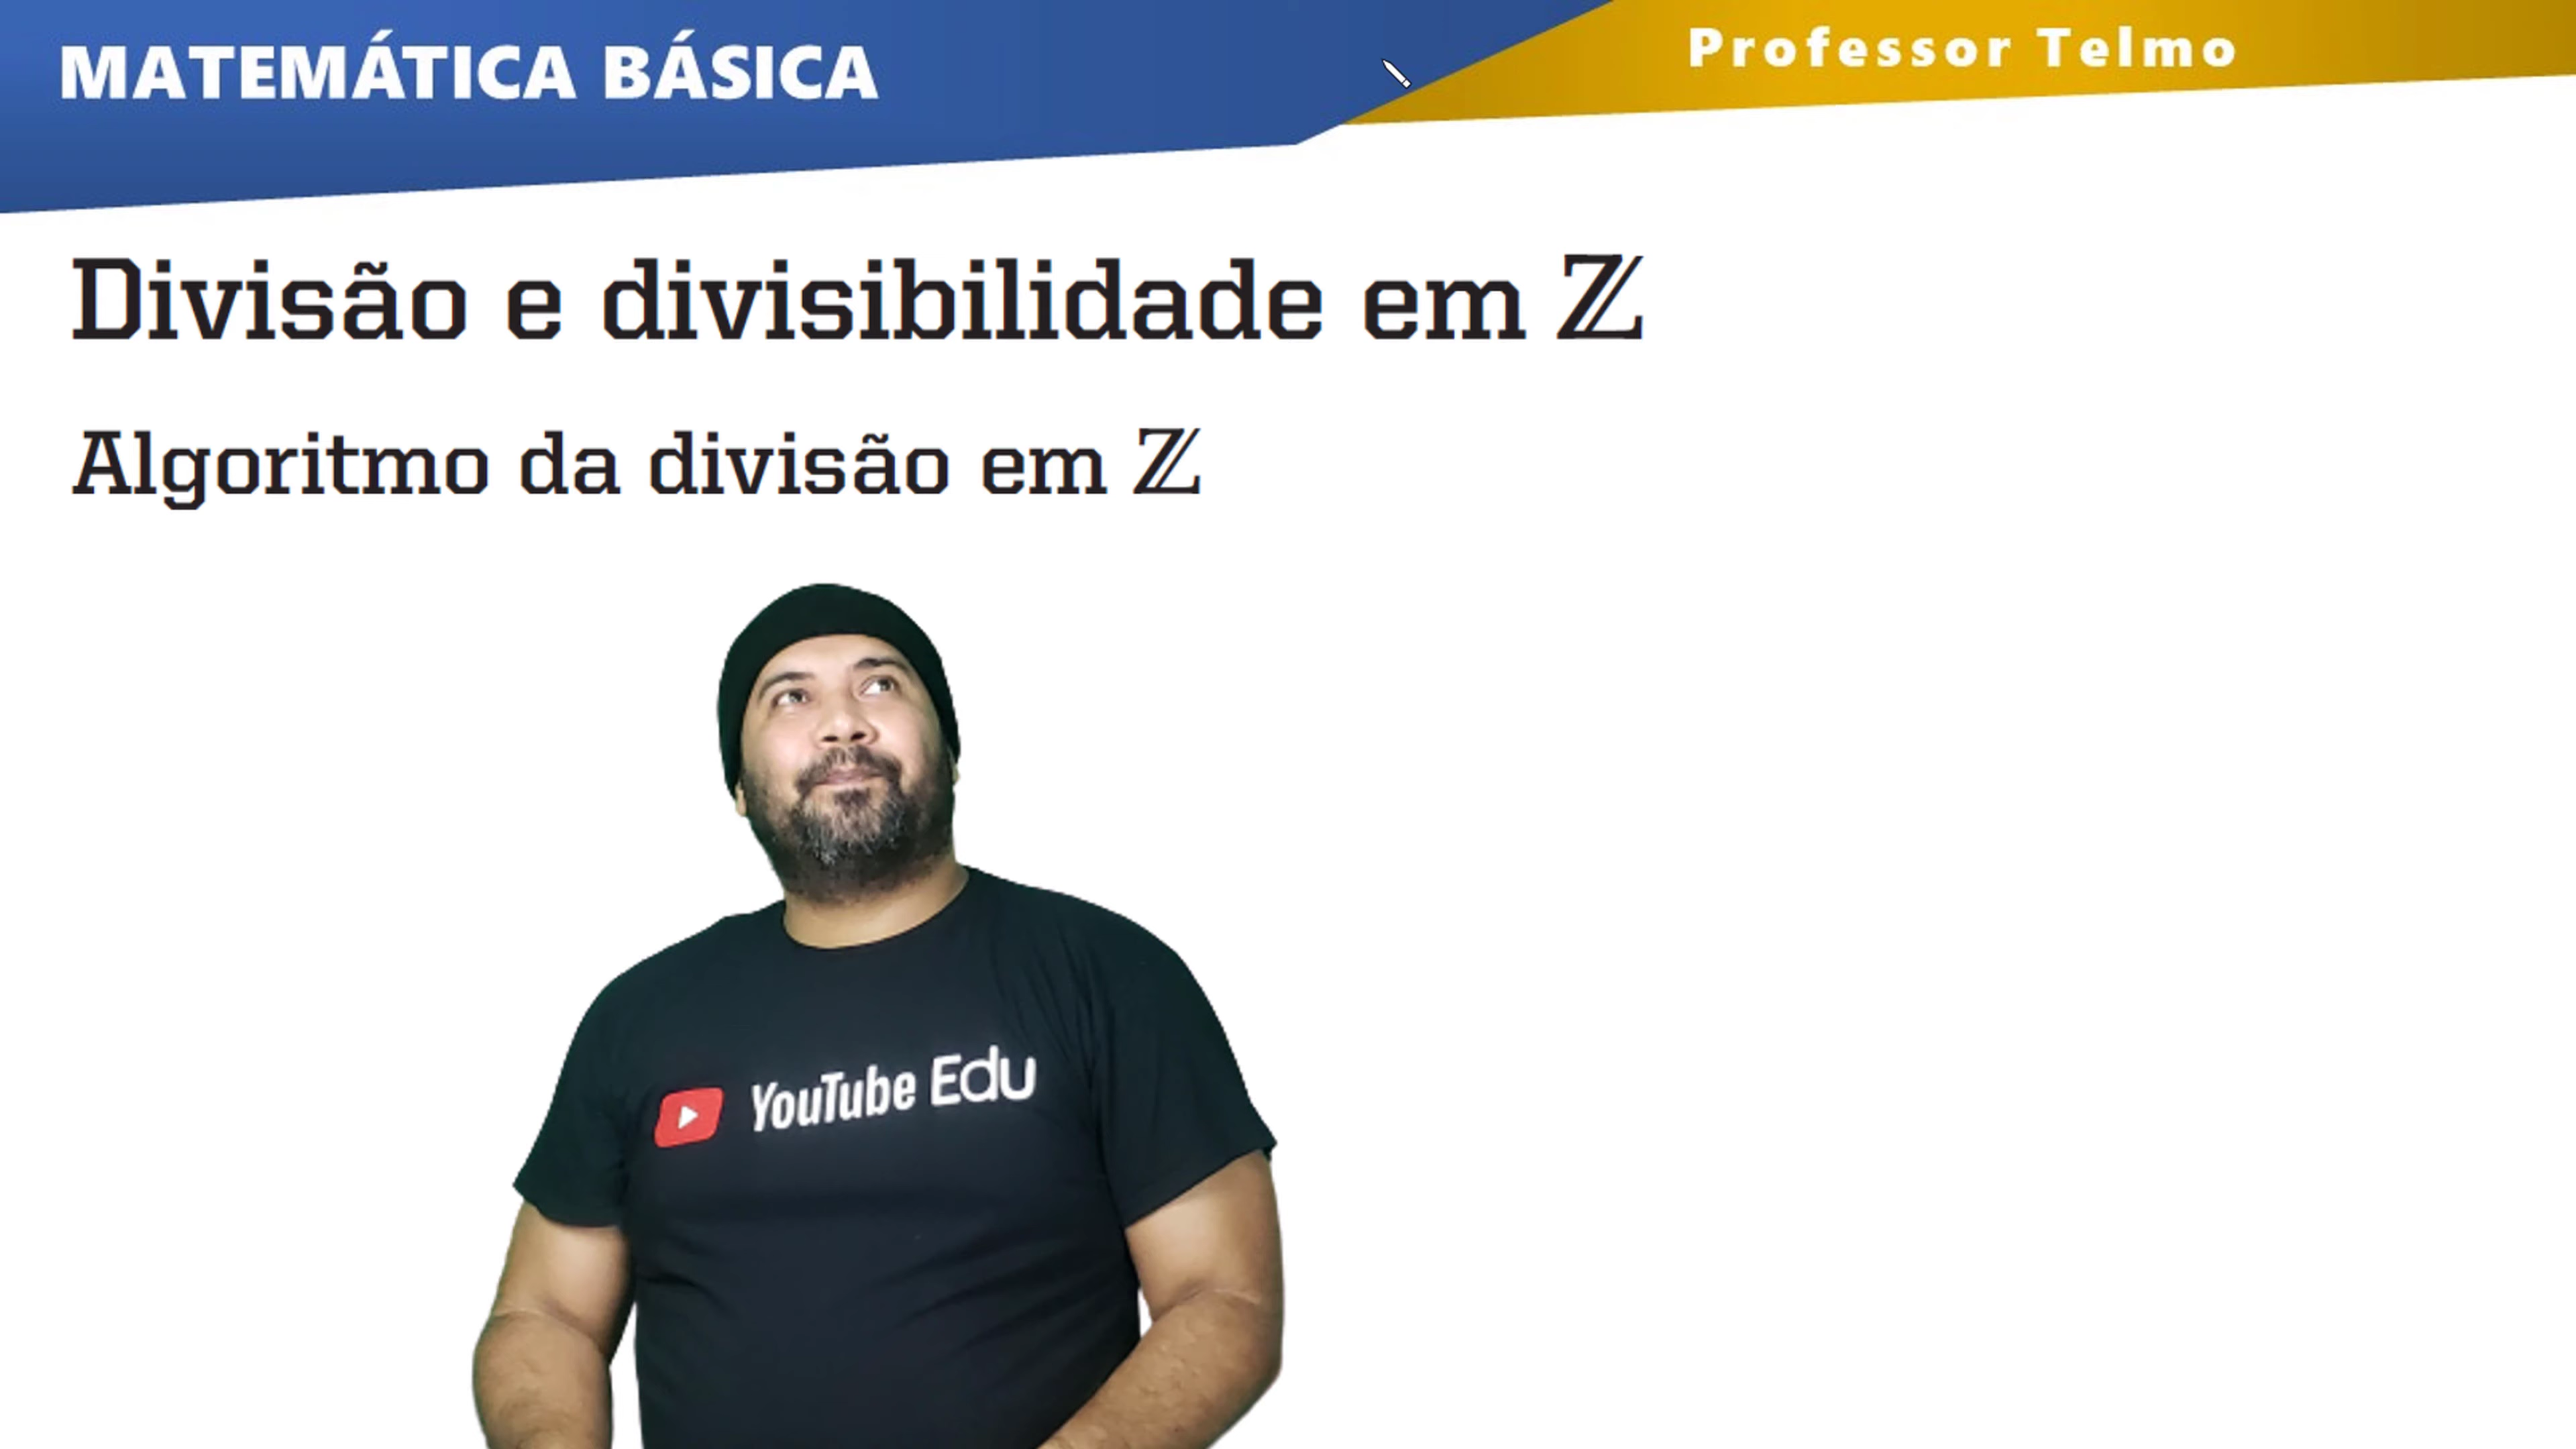 MATEMÁTICA BÁSICA
Professor Telmo
Divisão e divisibilidade em ℤ
Algoritmo da divisão em ℤ
YouTube Edu